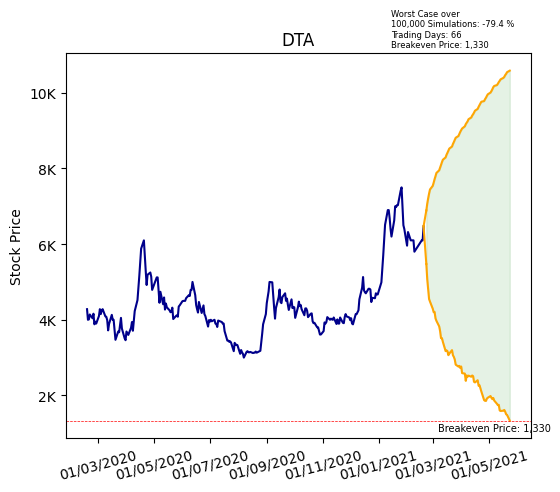 Worst Case over
100,000 Simulations: -79.4 %
Trading Days: 66
Breakeven Price: 1,330
DTA
Stock Price
10K
8K
6K
4K
2K
Breakeven Price: 1,330
01/03/2020
01/05/2020
01/07/2020
01/09/2020
01/11/2020
01/01/2021
01/03/2021
01/05/2021